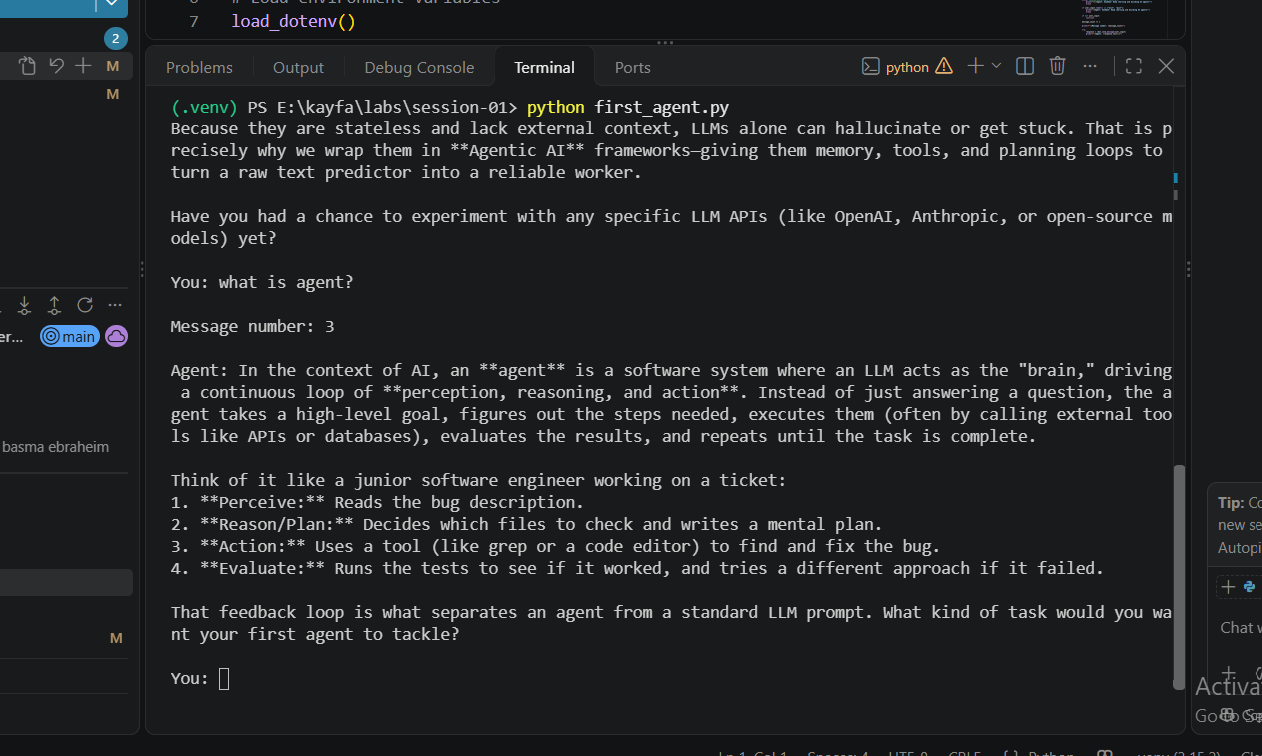 7 load_dotenv()
2
M
Problems Output Debug Console Terminal Ports
python
M
(.venv) PS E:\kayfa\labs\session-01> python first_agent.py
Because they are stateless and lack external context, LLMs alone can hallucinate or get stuck. That is p
recisely why we wrap them in **Agentic AI** frameworks—giving them memory, tools, and planning loops to
turn a raw text predictor into a reliable worker.
Have you had a chance to experiment with any specific LLM APIs (like OpenAI, Anthropic, or open-source m
odels) yet?
You: what is agent?
Message number: 3
er...
main
Agent: In the context of AI, an **agent** is a software system where an LLM acts as the "brain," driving
a continuous loop of **perception, reasoning, and action**. Instead of just answering a question, the a
gent takes a high-level goal, figures out the steps needed, executes them (often by calling external too
ls like APIs or databases), evaluates the results, and repeats until the task is complete.
basma ebraheim
Think of it like a junior software engineer working on a ticket:
1. **Perceive:** Reads the bug description.
2. **Reason/Plan:** Decides which files to check and writes a mental plan.
3. **Action:** Uses a tool (like grep or a code editor) to find and fix the bug.
4. **Evaluate:** Runs the tests to see if it worked, and tries a different approach if it failed.
That feedback loop is what separates an agent from a standard LLM prompt. What kind of task would you wa
nt your first agent to tackle?
M
You:
Tip: Co
new se
Autopi
Chat w
Activa
Go to Se